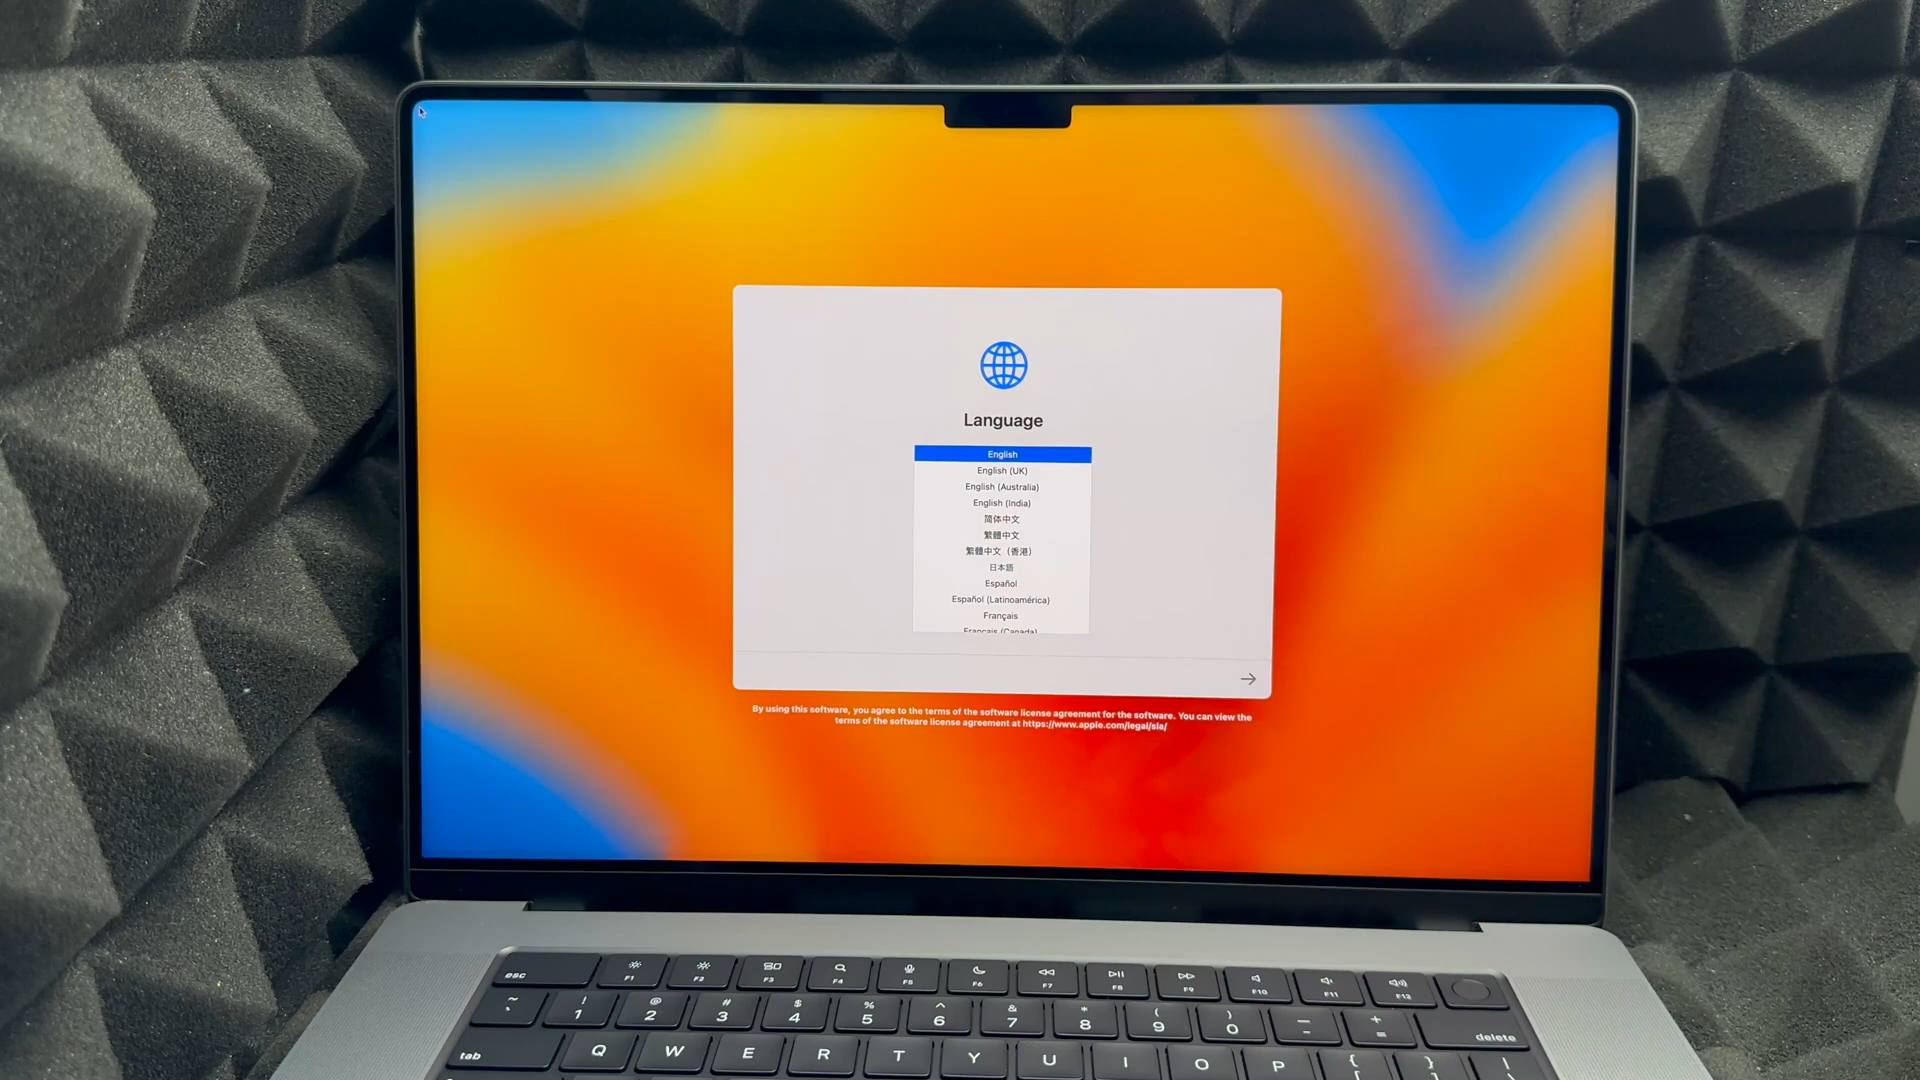 Language
English
English (UK)
English (Australia)
English (India)
简体中文
繁體中文
繁體中文（香港）
日本語
Español
Español (Latinoamérica)
Français
Français (Canada)
By using this software, you agree to the terms of the software license agreement for the software. You can view the
terms of the software license agreement at https://www.apple.com/legal/sla/
esc F1 F2 F3 F4 F5 F6 F7 F8 F9 F10 F11 F12
~ ! @ # $ % ^ & * ( ) _ +
` 1 2 3 4 5 6 7 8 9 0 - = delete
tab Q W E R T Y U I O P { } |
[ ] \